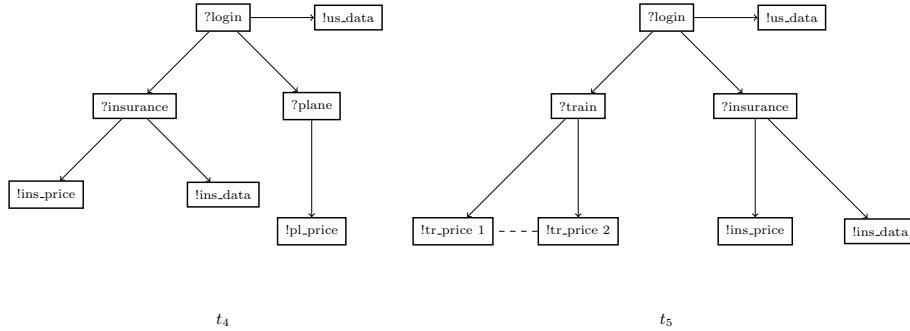 ?login
!us_data
?insurance
?plane
!ins_price
!ins_data
!pl_price
t4
?login
!us_data
?train
?insurance
!tr_price 1
!tr_price 2
!ins_price
!ins_data
t5